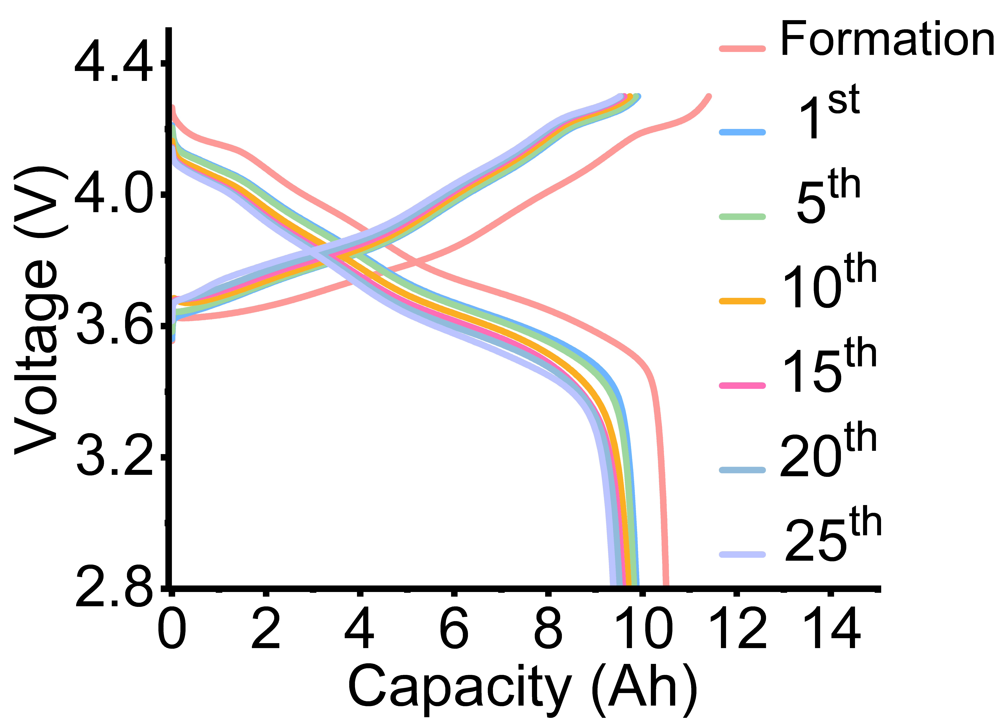 Voltage (V)
4.4
4.0
3.6
3.2
2.8
0 2 4 6 8 10 12 14
Capacity (Ah)
Formation
1st
5th
10th
15th
20th
25th